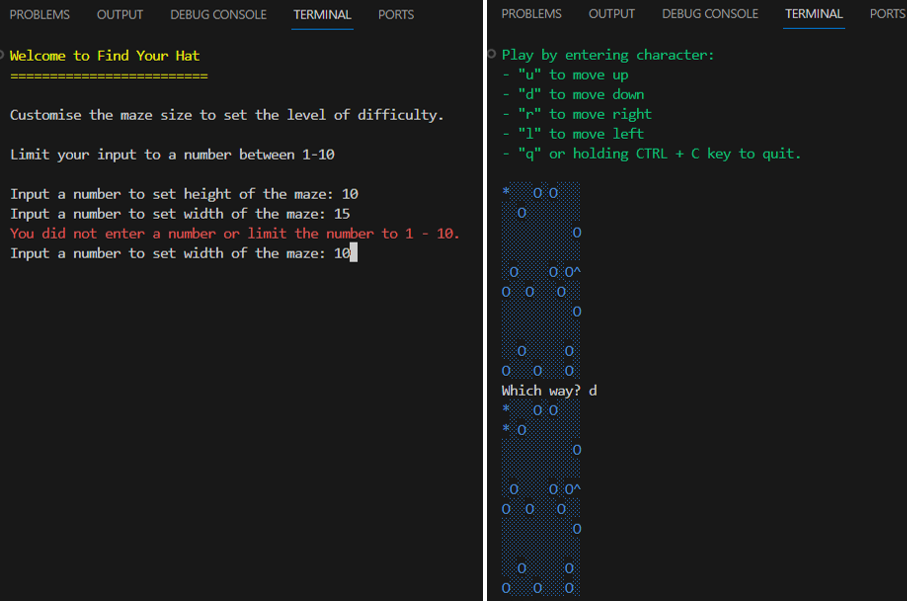 PROBLEMS OUTPUT DEBUG CONSOLE TERMINAL PORTS
Welcome to Find Your Hat
=========================
Customise the maze size to set the level of difficulty.
Limit your input to a number between 1-10
Input a number to set height of the maze: 10
Input a number to set width of the maze: 15
You did not enter a number or limit the number to 1 - 10.
Input a number to set width of the maze: 10
PROBLEMS OUTPUT DEBUG CONSOLE TERMINAL PORTS
Play by entering character:
- "u" to move up
- "d" to move down
- "r" to move right
- "l" to move left
- "q" or holding CTRL + C key to quit.
*░░░O░O░░░
░░O░░░░░░░
░░░░░░░░░O
░░░░░░░░░░
░O░░░░O░O^
O░░O░░░O░░
░░░░░░░░░O
░░░░░░░░░░
░░O░░░░░O░
O░░░O░░░O░
Which way? d
*░░░O░O░░░
*░O░░░░░░░
░░░░░░░░░O
░░░░░░░░░░
░O░░░░O░O^
O░░O░░░O░░
░░░░░░░░░O
░░░░░░░░░░
░░O░░░░░O░
O░░░O░░░O░